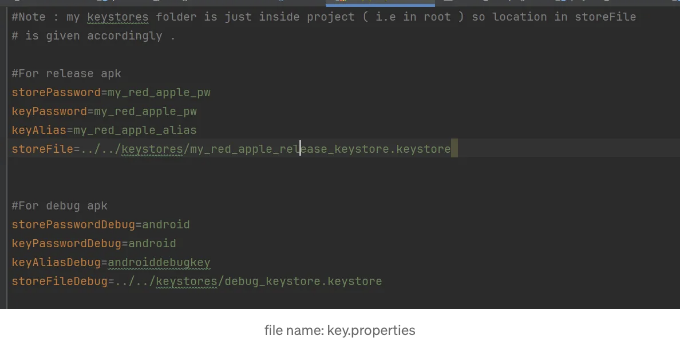 #Note : my keystores folder is just inside project ( i.e in root ) so location in storeFile
# is given accordingly .
#For release apk
storePassword=my_red_apple_pw
keyPassword=my_red_apple_pw
keyAlias=my_red_apple_alias
storeFile=../../keystores/my_red_apple_release_keystore.keystore
#For debug apk
storePasswordDebug=android
keyPasswordDebug=android
keyAliasDebug=androiddebugkey
storeFileDebug=../../keystores/debug_keystore.keystore
file name: key.properties